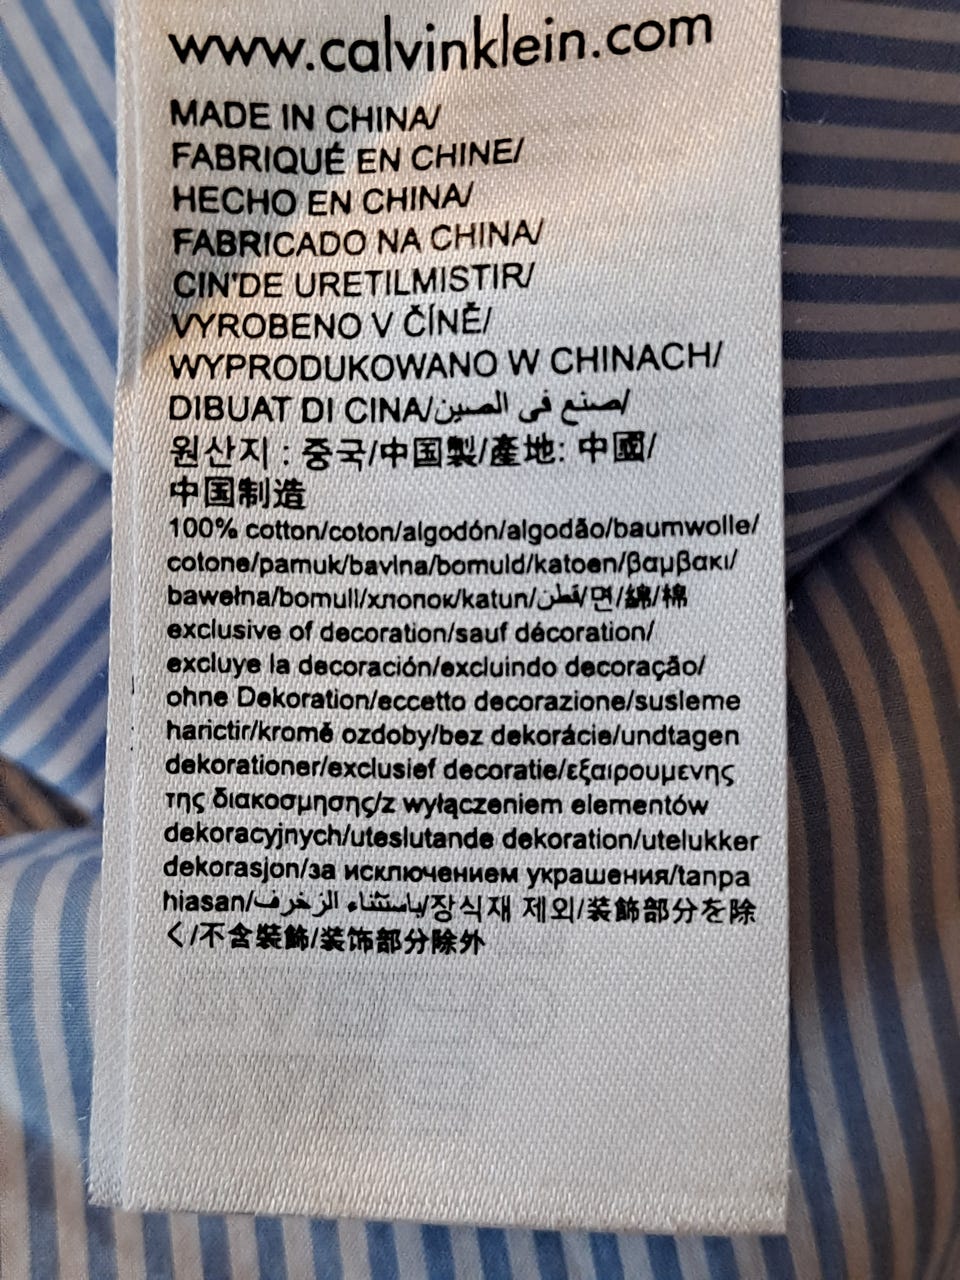 www.calvinklein.com
MADE IN CHINA/
FABRIQUÉ EN CHINE/
HECHO EN CHINA/
FABRICADO NA CHINA/
CIN'DE URETILMISTIR/
VYROBENO V ČÍNĚ/
WYPRODUKOWANO W CHINACH/
DIBUAT DI CINA/صنع في الصين/
원산지 : 중국/中国製/產地: 中國/
中国制造
100% cotton/coton/algodón/algodão/baumwolle/
cotone/pamuk/bavlna/bomuld/katoen/βαμβακι/
bawełna/bomull/хлопок/katun/قطن/면/綿/棉
exclusive of decoration/sauf décoration/
excluye la decoración/excluindo decoração/
ohne Dekoration/eccetto decorazione/susleme
harictir/kromě ozdoby/bez dekorácie/undtagen
dekorationer/exclusief decoratie/εξαιρουμενης
της διακοσμησης/z wyłączeniem elementów
dekoracyjnych/uteslutande dekoration/utelukker
dekorasjon/за исключением украшения/tanpa
hiasan/باستثناء الزخرف/장식재 제외/装飾部分を除
く/不含裝飾/装饰部分除外